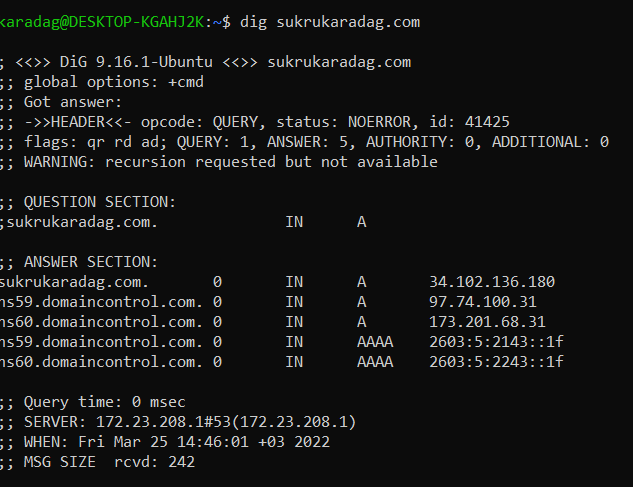 karadag@DESKTOP-KGAHJ2K:~$ dig sukrukaradag.com
; <<>> DiG 9.16.1-Ubuntu <<>> sukrukaradag.com
;; global options: +cmd
;; Got answer:
;; ->>HEADER<<- opcode: QUERY, status: NOERROR, id: 41425
;; flags: qr rd ad; QUERY: 1, ANSWER: 5, AUTHORITY: 0, ADDITIONAL: 0
;; WARNING: recursion requested but not available
;; QUESTION SECTION:
;sukrukaradag.com. IN A
;; ANSWER SECTION:
sukrukaradag.com. 0 IN A 34.102.136.180
ns59.domaincontrol.com. 0 IN A 97.74.100.31
ns60.domaincontrol.com. 0 IN A 173.201.68.31
ns59.domaincontrol.com. 0 IN AAAA 2603:5:2143::1f
ns60.domaincontrol.com. 0 IN AAAA 2603:5:2243::1f
;; Query time: 0 msec
;; SERVER: 172.23.208.1#53(172.23.208.1)
;; WHEN: Fri Mar 25 14:46:01 +03 2022
;; MSG SIZE rcvd: 242